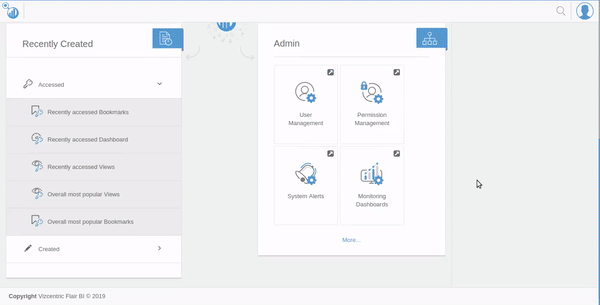 Recently Created
Accessed
Recently accessed Bookmarks
Recently accessed Dashboard
Recently accessed Views
Overall most popular Views
Overall most popular Bookmarks
Created
Admin
User
Management
Permission
Management
System Alerts
Monitoring
Dashboards
More...
Copyright Vizcentric Flair BI © 2019